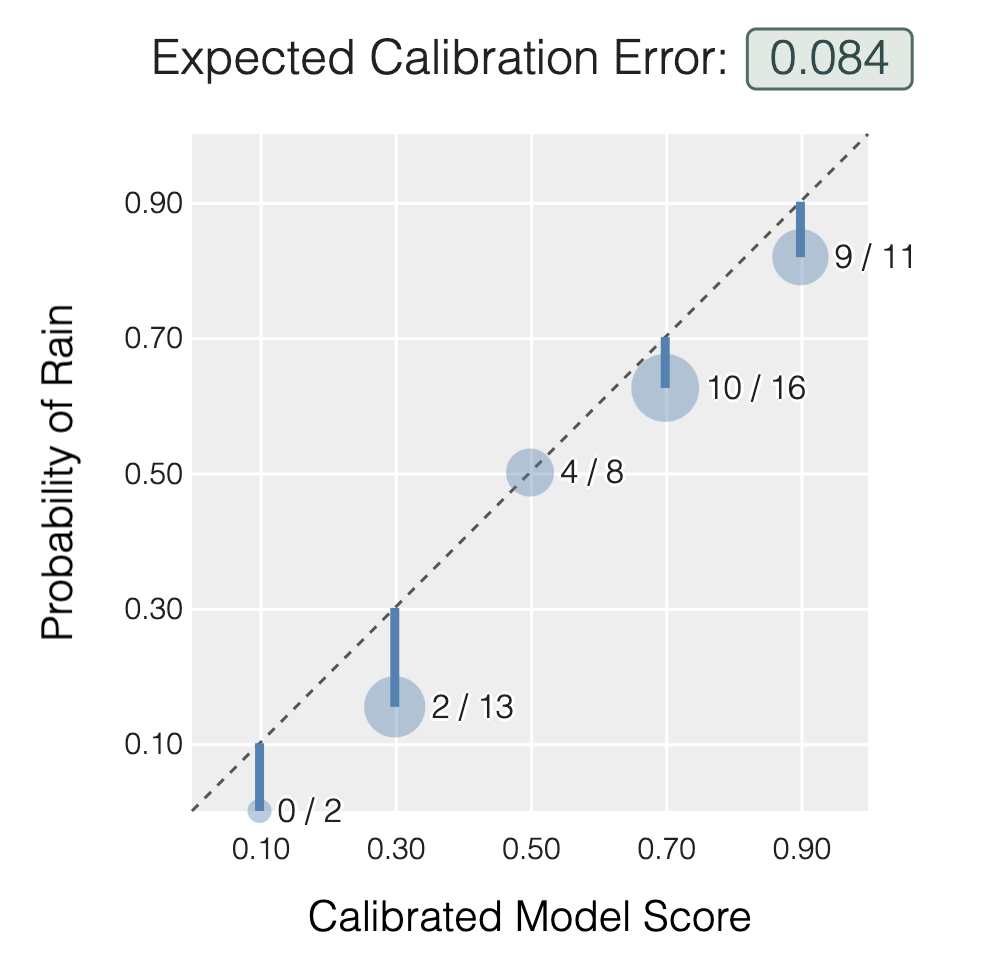 Expected Calibration Error: 0.084
0.90
9 / 11
0.70
10 / 16
Probability of Rain
0.50
4 / 8
0.30
2 / 13
0.10
0 / 2
0.10 0.30 0.50 0.70 0.90
Calibrated Model Score